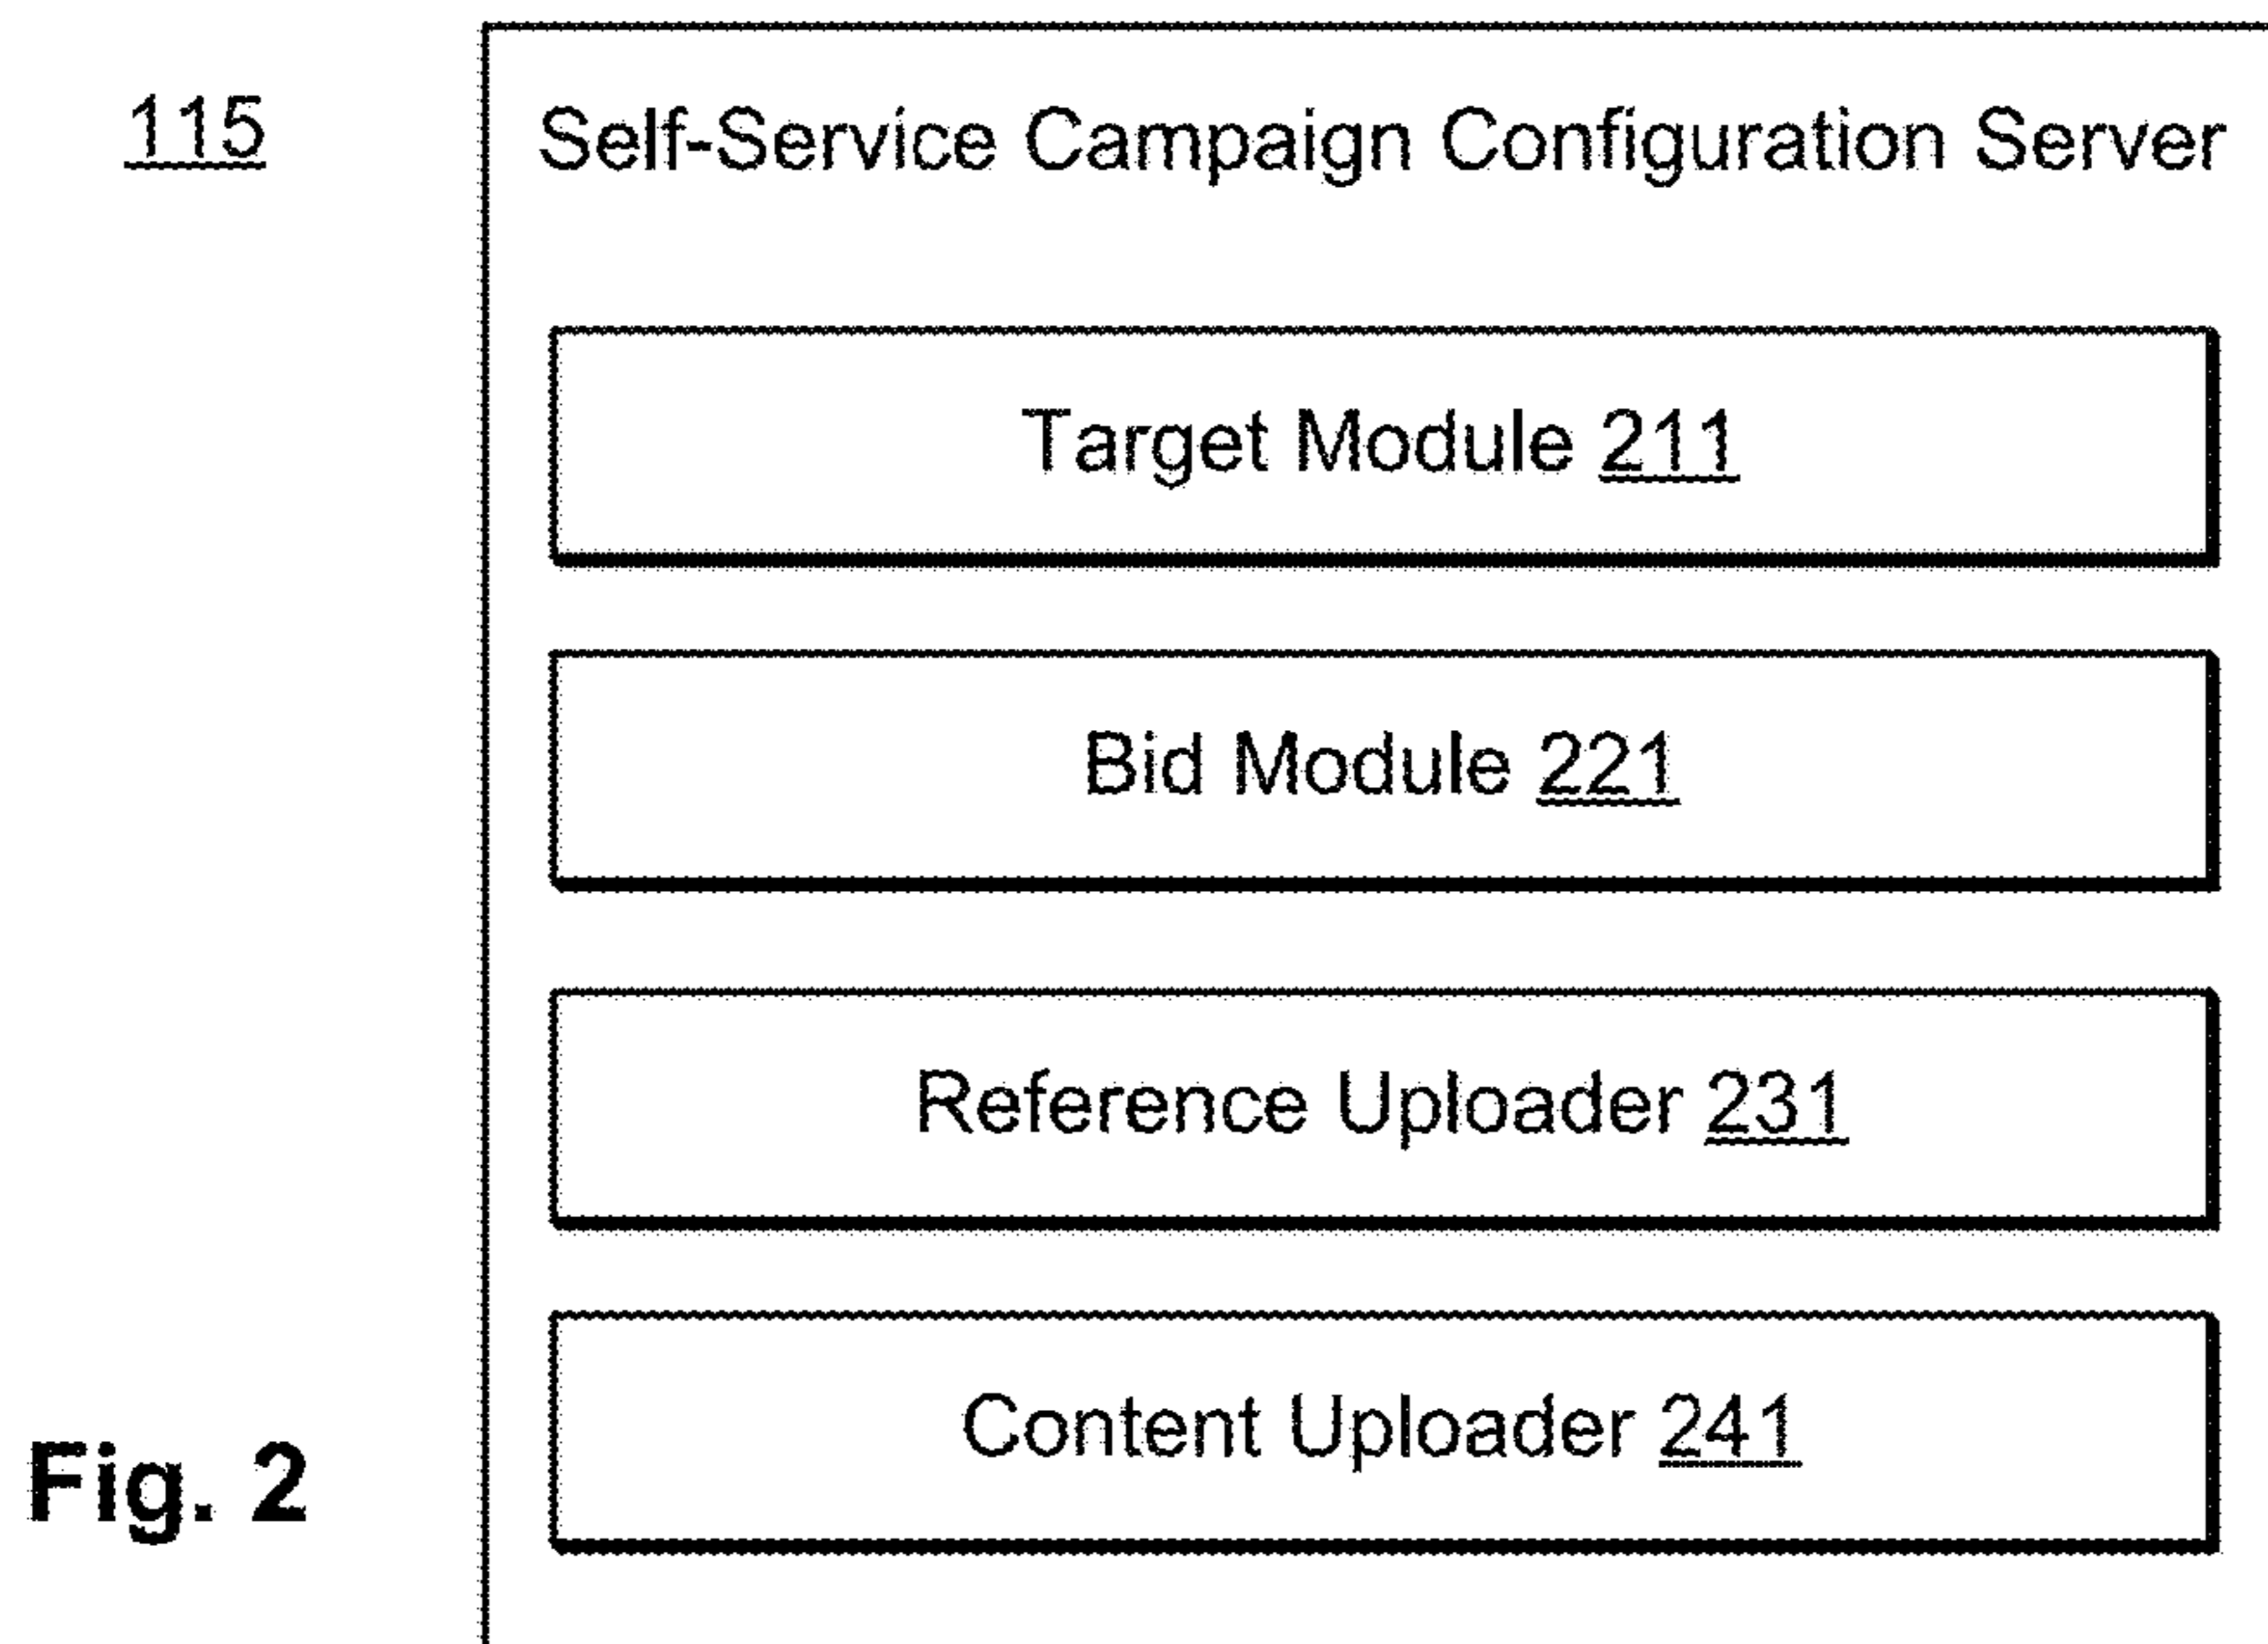 115
Self-Service Campaign Configuration Server
Target Module 211
Bid Module 221
Reference Uploader 231
Content Uploader 241
Fig. 2